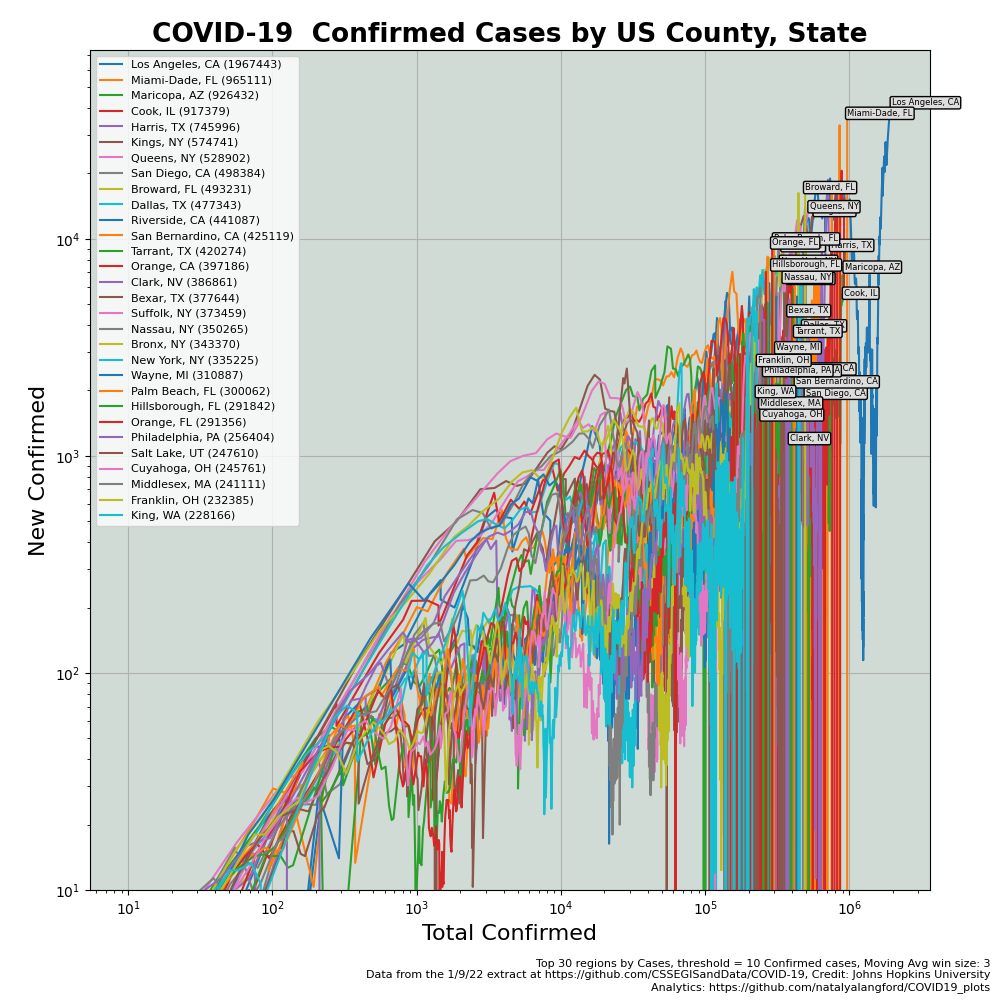 COVID-19  Confirmed Cases by US County, State
Los Angeles, CA (1967443)
Miami-Dade, FL (965111)
Maricopa, AZ (926432)
Cook, IL (917379)
Harris, TX (745996)
Kings, NY (574741)
Queens, NY (528902)
San Diego, CA (498384)
Broward, FL (493231)
Dallas, TX (477343)
Riverside, CA (441087)
San Bernardino, CA (425119)
Tarrant, TX (420274)
Orange, CA (397186)
Clark, NV (386861)
Bexar, TX (377644)
Suffolk, NY (373459)
Nassau, NY (350265)
Bronx, NY (343370)
New York, NY (335225)
Wayne, MI (310887)
Palm Beach, FL (300062)
Hillsborough, FL (291842)
Orange, FL (291356)
Philadelphia, PA (256404)
Salt Lake, UT (247610)
Cuyahoga, OH (245761)
Middlesex, MA (241111)
Franklin, OH (232385)
King, WA (228166)
Los Angeles, CA
Miami-Dade, FL
Broward, FL
Queens, NY
Orange, FL
Harris, TX
Hillsborough, FL
Maricopa, AZ
Nassau, NY
Cook, IL
Bexar, TX
Tarrant, TX
Wayne, MI
Franklin, OH
Philadelphia, PA
CA
San Bernardino, CA
King, WA
San Diego, CA
Middlesex, MA
Cuyahoga, OH
Clark, NV
New Confirmed
10⁴
10³
10²
10¹
10¹ 10² 10³ 10⁴ 10⁵ 10⁶
Total Confirmed
Top 30 regions by Cases, threshold = 10 Confirmed cases, Moving Avg win size: 3
Data from the 1/9/22 extract at https://github.com/CSSEGISandData/COVID-19, Credit: Johns Hopkins University
Analytics: https://github.com/natalyalangford/COVID19_plots